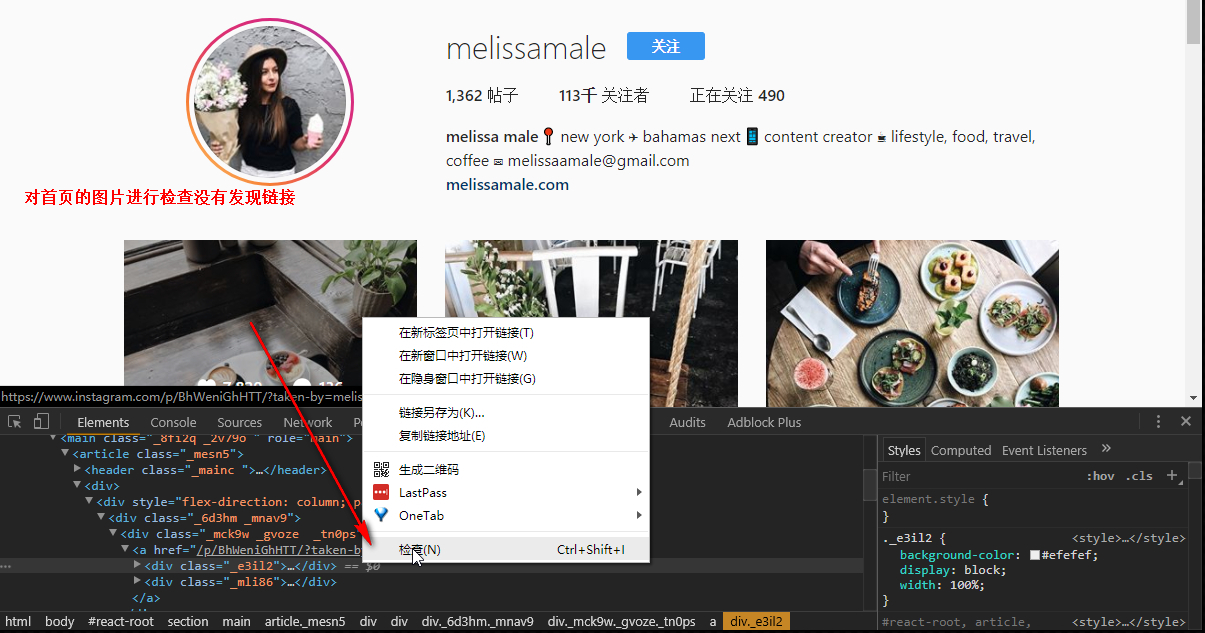 melissamale 关注
1,362 帖子 113千 关注者 正在关注 490
melissa male📍 new york ✈ bahamas next 📱 content creator ☕ lifestyle, food, travel,
coffee ✉ melissaamale@gmail.com
melissamale.com
对首页的图片进行检查没有发现链接
在新标签页中打开链接(T)
在新窗口中打开链接(W)
在隐身窗口中打开链接(G)
链接另存为(K)...
复制链接地址(E)
生成二维码
LastPass
OneTab
检查(N) Ctrl+Shift+I
https://www.instagram.com/p/BhWeniGhHTT/?taken-by=melis
Elements Console Sources Network Audits Adblock Plus
<main class="_8fi2q _2v79o " role="main">
<article class="_mesn5">
<header class="_mainc ">…</header>
<div>
<div style="flex-direction: column; p
<div class="_6d3hm _mnav9">
<div class="_mck9w _gvoze _tn0ps
<a href="/p/BhWeniGhHTT/?taken-b
<div class="_e3il2">…</div> == $0
<div class="_mli86">…</div>
</a>
html body #react-root section main article._mesn5 div div div._6d3hm._mnav9 div._mck9w._gvoze._tn0ps a div._e3il2
Styles Computed Event Listeners »
Filter :hov .cls +
element.style {
}
._e3il2 { <style>…</style>
background-color: #efefef;
display: block;
width: 100%;
}
#react-root, article, <style>…</style>